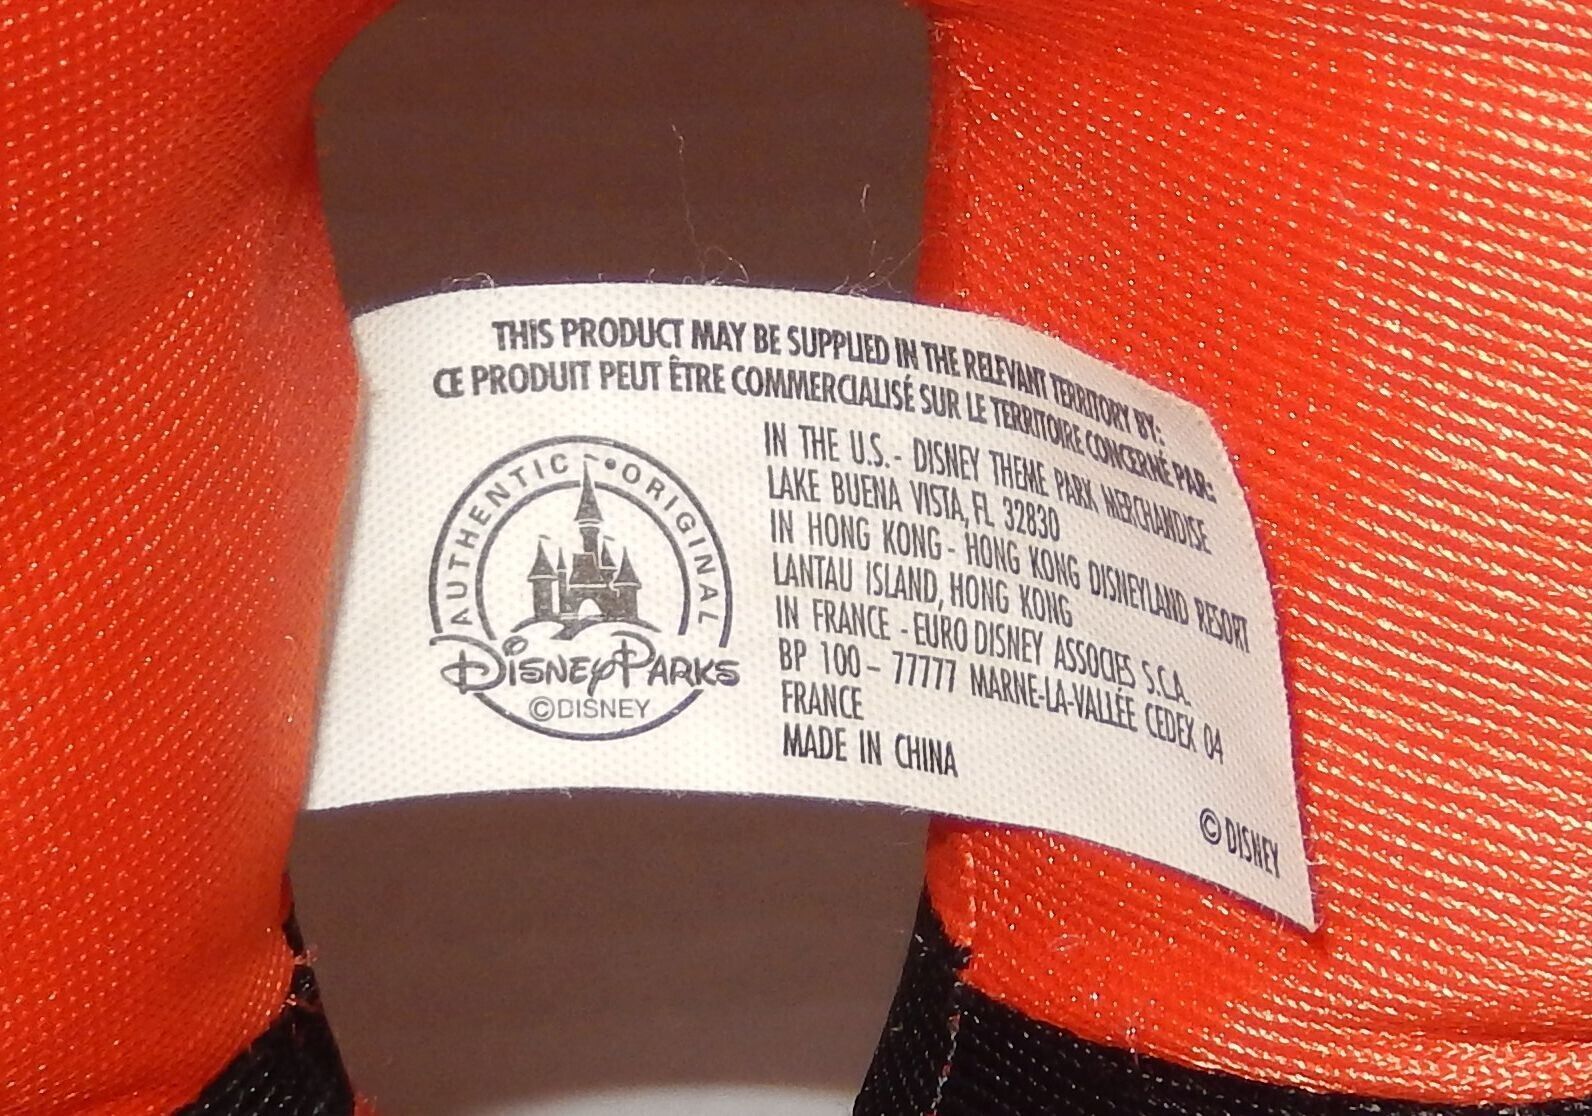 THIS PRODUCT MAY BE SUPPLIED IN THE RELEVANT TERRITORY BY:
CE PRODUIT PEUT ÊTRE COMMERCIALISÉ SUR LE TERRITOIRE CONCERNÉ PAR:
AUTHENTIC ORIGINAL
DISNEY PARKS
©DISNEY
IN THE U.S. - DISNEY THEME PARK MERCHANDISE
LAKE BUENA VISTA, FL 32830
IN HONG KONG - HONG KONG DISNEYLAND RESORT
LANTAU ISLAND, HONG KONG
IN FRANCE - EURO DISNEY ASSOCIES S.C.A.
BP 100 - 77777 MARNE-LA-VALLÉE CEDEX 04
FRANCE
MADE IN CHINA
© DISNEY